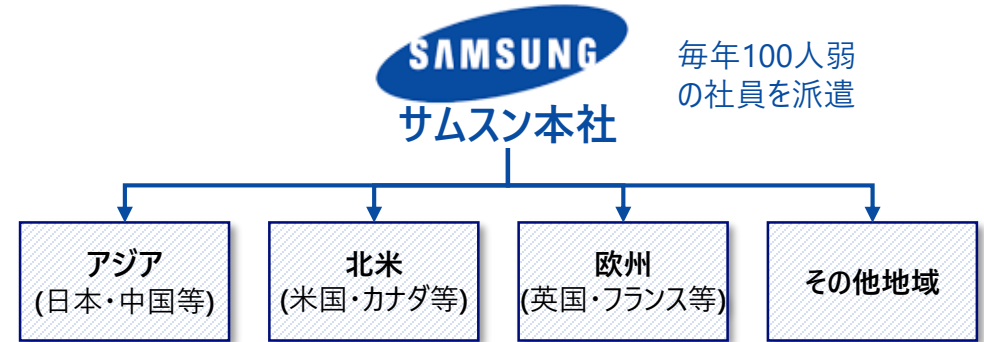 SAMSUNG
毎年100人弱
の社員を派遣
サムスン本社
アジア
(日本・中国等)
北米
(米国・カナダ等)
欧州
(英国・フランス等)
その他地域